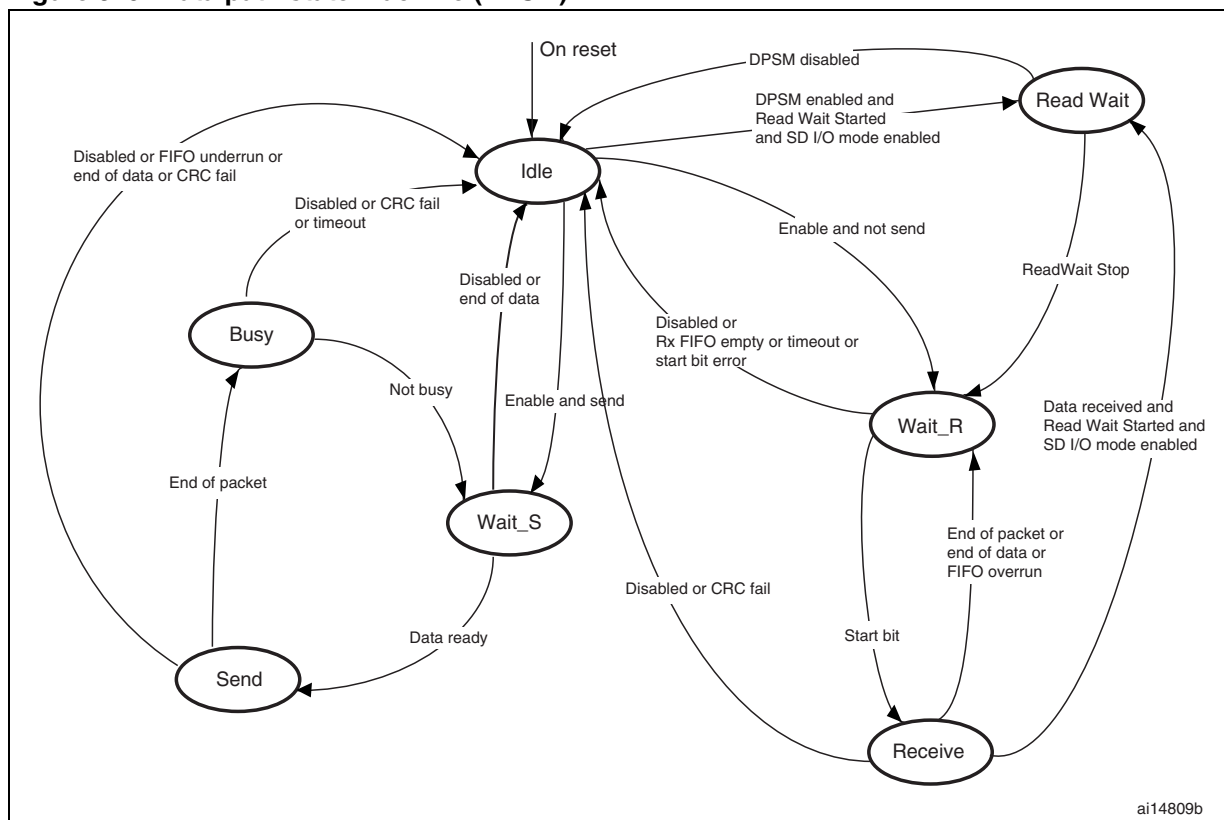 On reset
DPSM disabled
Read Wait
DPSM enabled and
Read Wait Started
and SD I/O mode enabled
Disabled or FIFO underrun or
end of data or CRC fail
Idle
Disabled or CRC fail
or timeout
Enable and not send
ReadWait Stop
Disabled or
end of data
Disabled or
Rx FIFO empty or timeout or
start bit error
Busy
Not busy
Enable and send
Wait_R
Data received and
Read Wait Started and
SD I/O mode enabled
End of packet
Wait_S
End of packet or
end of data or
FIFO overrun
Disabled or CRC fail
Start bit
Data ready
Send
Receive
ai14809b